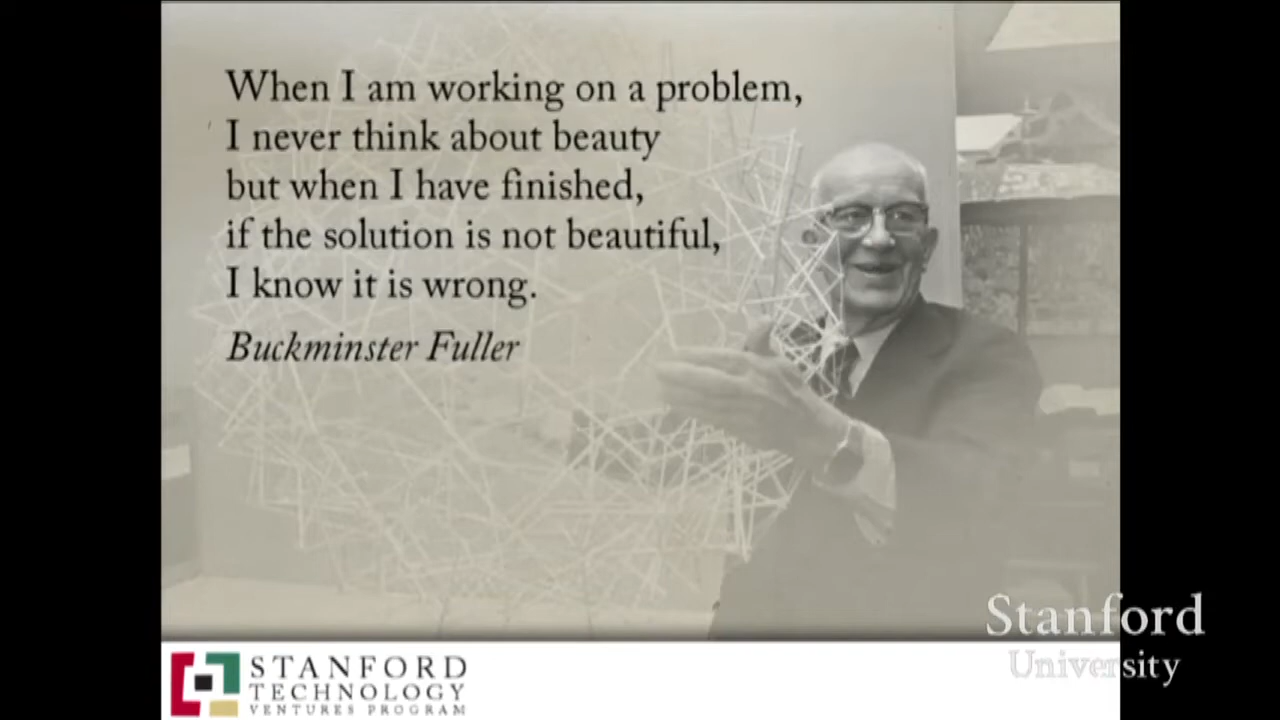 When I am working on a problem,
I never think about beauty
but when I have finished,
if the solution is not beautiful,
I know it is wrong.
Buckminster Fuller
Stanford
University
STANFORD
TECHNOLOGY
VENTURES PROGRAM